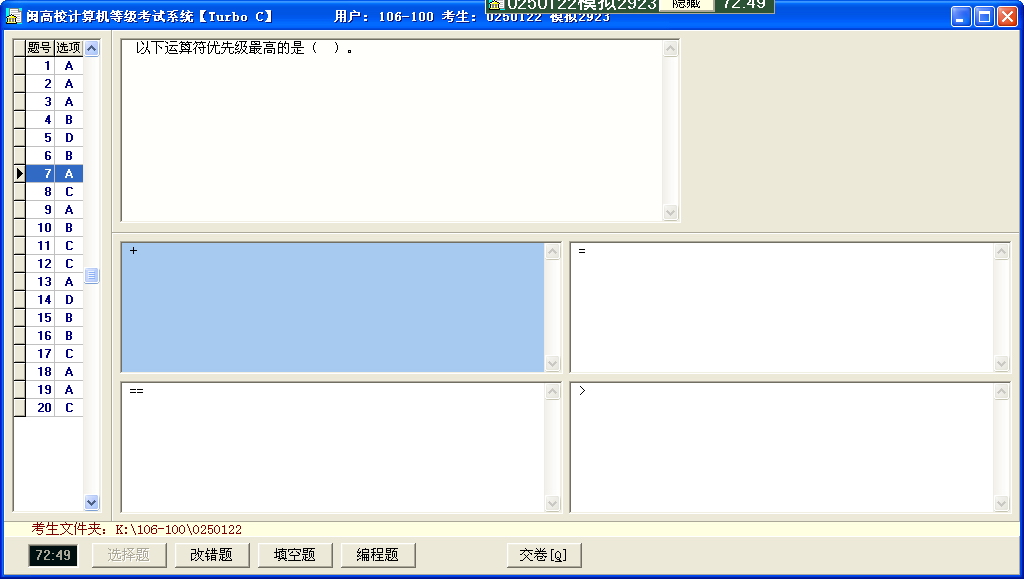 闽高校计算机等级考试系统【Turbo C】 用户: 106-100 考生: 0250122 模拟2923
0250122模拟2923 隐藏 72:49
题号 选项
1 A
2 A
3 A
4 B
5 D
6 B
7 A
8 C
9 A
10 B
11 C
12 C
13 A
14 D
15 B
16 B
17 C
18 A
19 A
20 C
以下运算符优先级最高的是（ ）。
+
=
==
>
考生文件夹: K:\106-100\0250122
72:49 选择题 改错题 填空题 编程题 交卷[Q]